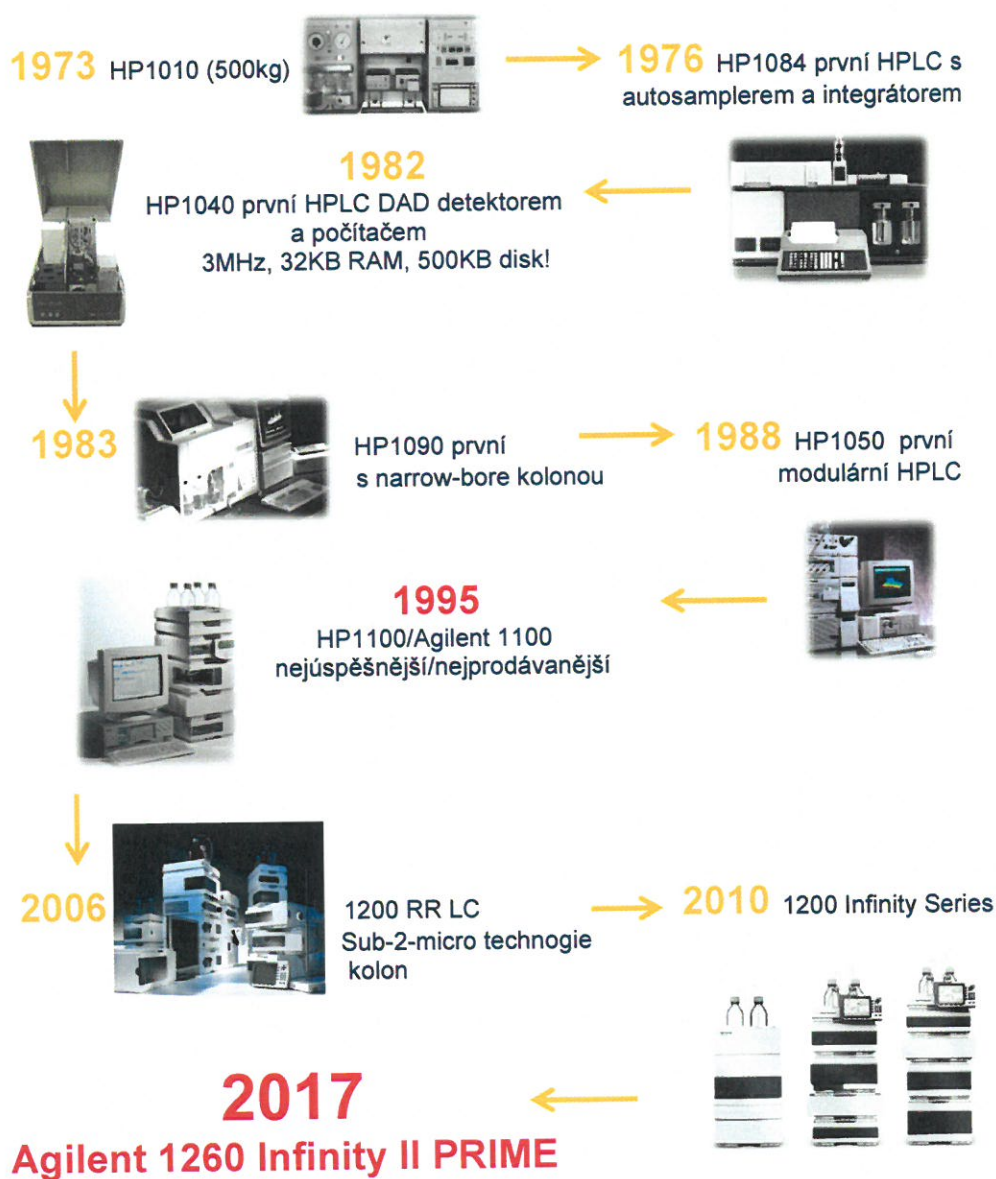 1973 HP1010 (500kg)
1976 HP1084 první HPLC s
autosamplerem a integrátorem
1982
HP1040 první HPLC DAD detektorem
a počítačem
3MHz, 32KB RAM, 500KB disk!
1983
HP1090 první
s narrow-bore kolonou
1988 HP1050 první
modulární HPLC
1995
HP1100/Agilent 1100
nejúspěšnější/nejprodávanější
2006
1200 RR LC
Sub-2-micro technogie
kolon
2010 1200 Infinity Series
2017
Agilent 1260 Infinity II PRIME